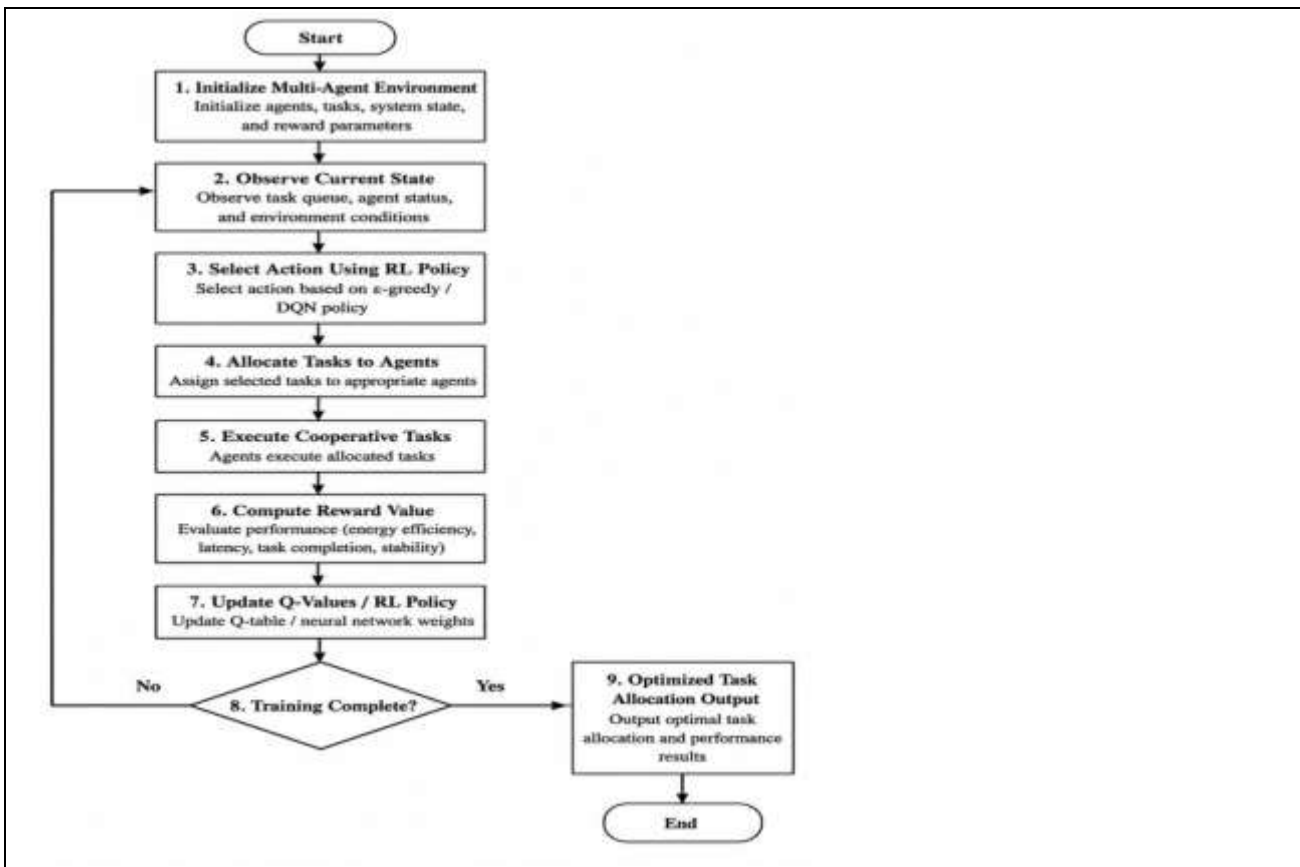 Start
1. Initialize Multi-Agent Environment
Initialize agents, tasks, system state,
and reward parameters
2. Observe Current State
Observe task queue, agent status,
and environment conditions
3. Select Action Using RL Policy
Select action based on ε-greedy /
DQN policy
4. Allocate Tasks to Agents
Assign selected tasks to appropriate agents
5. Execute Cooperative Tasks
Agents execute allocated tasks
6. Compute Reward Value
Evaluate performance (energy efficiency,
latency, task completion, stability)
7. Update Q-Values / RL Policy
Update Q-table / neural network weights
No
8. Training Complete?
Yes
9. Optimized Task
Allocation Output
Output optimal task
allocation and performance
results
End